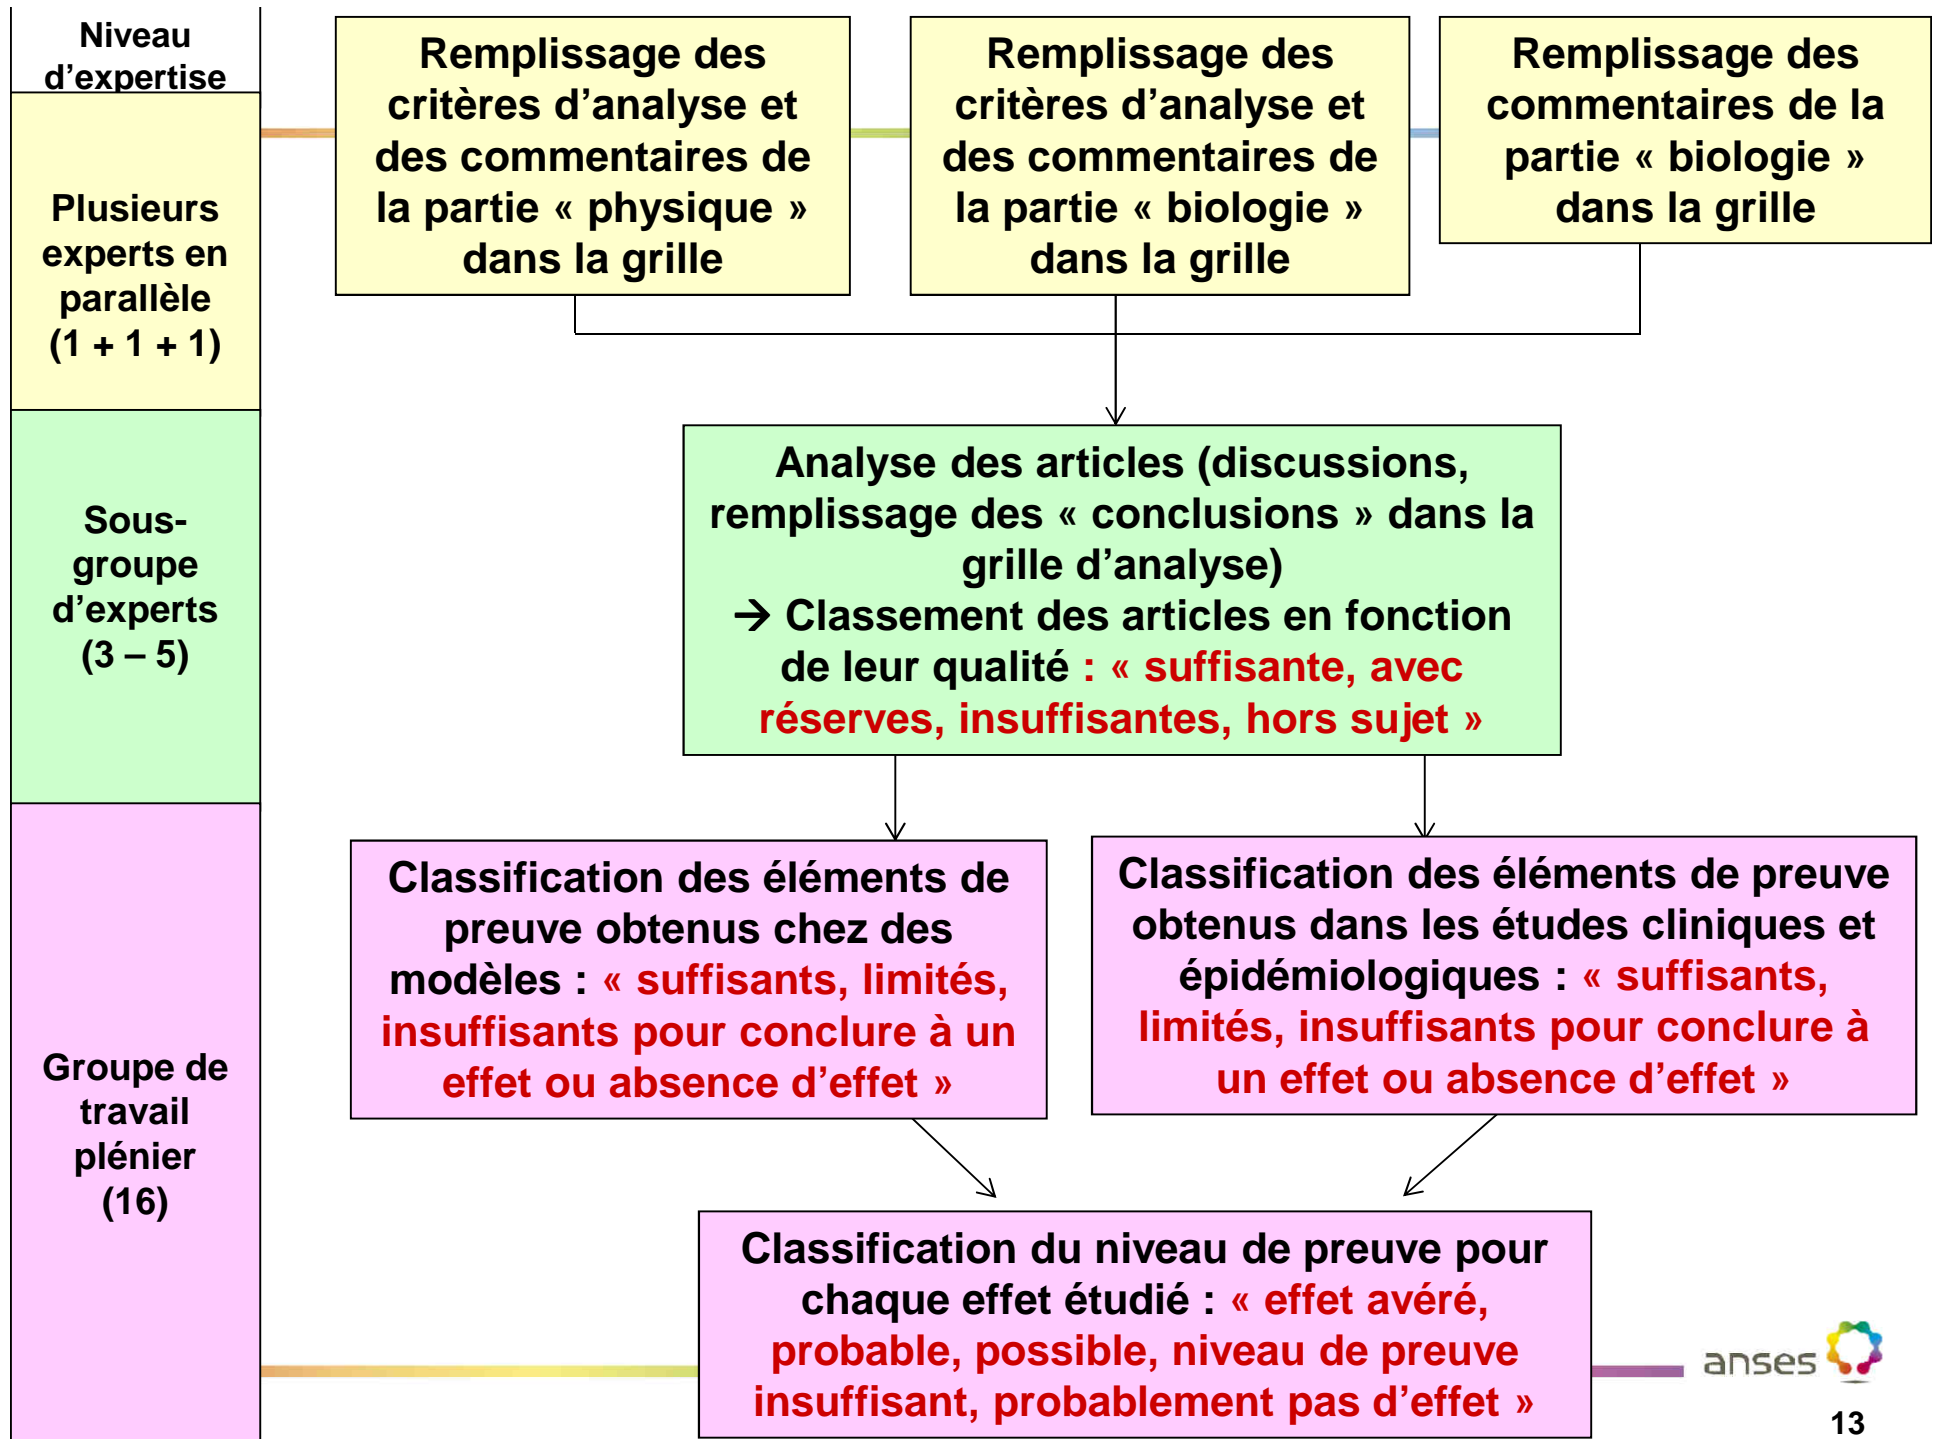 Niveau
d’expertise
Plusieurs
experts en
parallèle
(1 + 1 + 1)
Sous-
groupe
d’experts
(3 – 5)
Groupe de
travail
plénier
(16)
Remplissage des
critères d’analyse et
des commentaires de
la partie « physique »
dans la grille
Remplissage des
critères d’analyse et
des commentaires de
la partie « biologie »
dans la grille
Remplissage des
commentaires de la
partie « biologie »
dans la grille
Analyse des articles (discussions,
remplissage des « conclusions » dans la
grille d’analyse)
→ Classement des articles en fonction
de leur qualité : « suffisante, avec
réserves, insuffisantes, hors sujet »
Classification des éléments de
preuve obtenus chez des
modèles : « suffisants, limités,
insuffisants pour conclure à un
effet ou absence d’effet »
Classification des éléments de preuve
obtenus dans les études cliniques et
épidémiologiques : « suffisants,
limités, insuffisants pour conclure à
un effet ou absence d’effet »
Classification du niveau de preuve pour
chaque effet étudié : « effet avéré,
probable, possible, niveau de preuve
insuffisant, probablement pas d’effet »
anses
13